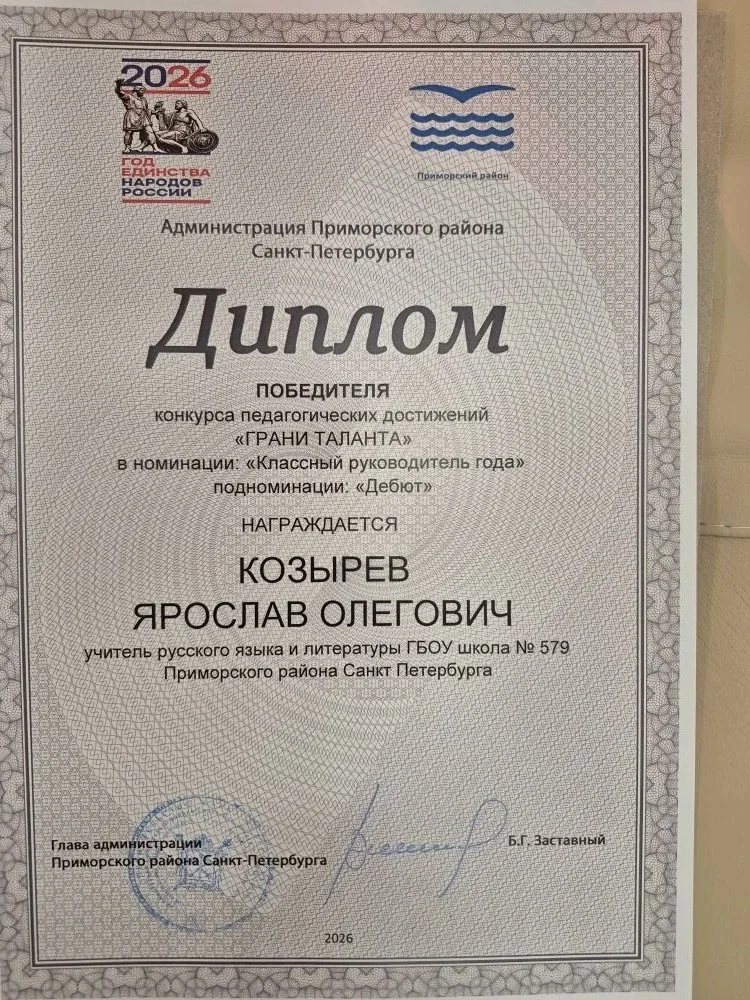 2026
ГОД
ЕДИНСТВА
НАРОДОВ
РОССИИ
Приморский район
Администрация Приморского района
Санкт-Петербурга
Диплом
ПОБЕДИТЕЛЯ
конкурса педагогических достижений
«ГРАНИ ТАЛАНТА»
в номинации: «Классный руководитель года»
подноминации: «Дебют»
НАГРАЖДАЕТСЯ
КОЗЫРЕВ
ЯРОСЛАВ ОЛЕГОВИЧ
учитель русского языка и литературы ГБОУ школа № 579
Приморского района Санкт Петербурга
Глава администрации
Приморского района Санкт-Петербурга
Б.Г. Заставный
2026